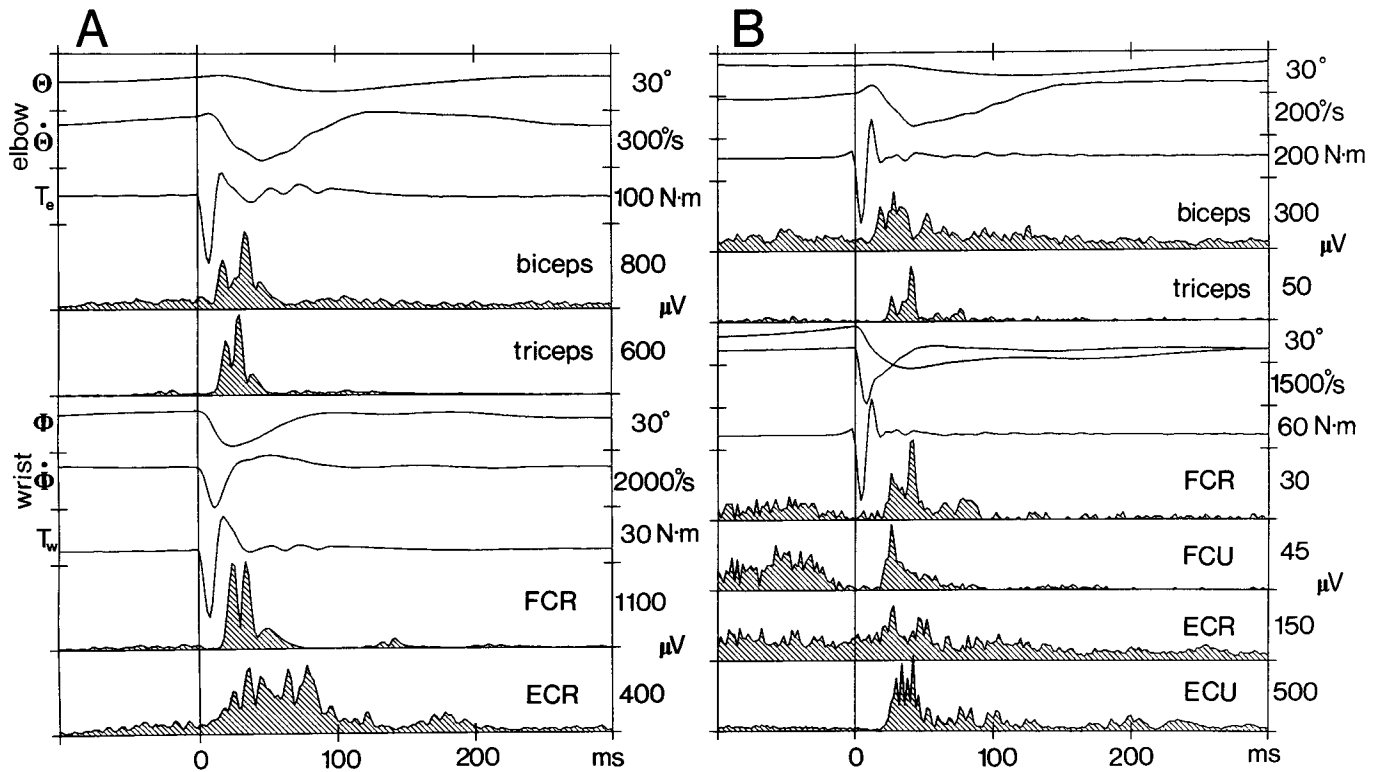 A
elbow
Θ 30°
Θ̇ 300°/s
Te 100 N·m
biceps 800
μV
triceps 600
wrist
Φ 30°
Φ̇ 2000°/s
Tw 30 N·m
FCR 1100
μV
ECR 400
0 100 200 ms
B
30°
200°/s
200 N·m
biceps 300
μV
triceps 50
30°
1500°/s
60 N·m
FCR 30
FCU 45
μV
ECR 150
ECU 500
0 100 200 ms